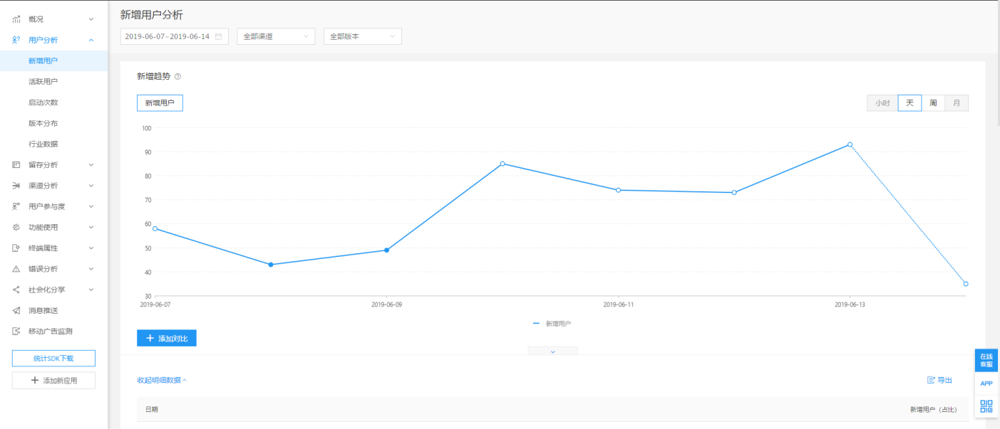 概况
用户分析
新增用户
活跃用户
启动次数
版本分布
行业数据
留存分析
渠道分析
用户参与度
功能使用
终端属性
错误分析
社会化分享
消息推送
移动广告监测
统计SDK下载
+ 添加新应用
新增用户分析
2019-06-07~2019-06-14 全部渠道 全部版本
新增趋势 ?
新增用户 小时 天 周 月
100
90
80
70
60
50
40
30
2019-06-07 2019-06-09 2019-06-11 2019-06-13
新增用户
+ 添加对比
收起明细数据 导出
日期 新增用户（占比）
在线
客服
APP